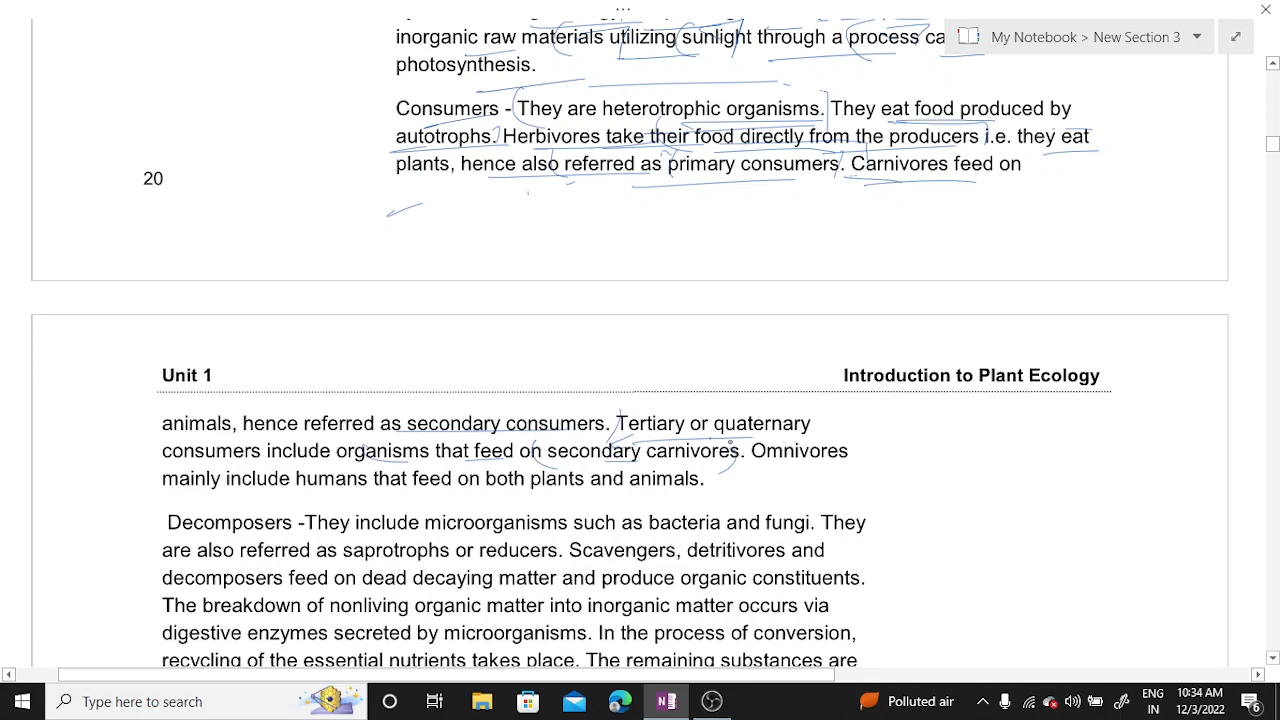 ...
inorganic raw materials utilizing sunlight through a process ca
My Notebook > New Section 3
photosynthesis.
Consumers - They are heterotrophic organisms. They eat food produced by
autotrophs. Herbivores take their food directly from the producers i.e. they eat
plants, hence also referred as primary consumers. Carnivores feed on
20
Unit 1 Introduction to Plant Ecology
animals, hence referred as secondary consumers. Tertiary or quaternary
consumers include organisms that feed on secondary carnivores. Omnivores
mainly include humans that feed on both plants and animals.
Decomposers -They include microorganisms such as bacteria and fungi. They
are also referred as saprotrophs or reducers. Scavengers, detritivores and
decomposers feed on dead decaying matter and produce organic constituents.
The breakdown of nonliving organic matter into inorganic matter occurs via
digestive enzymes secreted by microorganisms. In the process of conversion,
recycling of the essential nutrients takes place. The remaining substances are
Type here to search
Polluted air
ENG
IN
10:34 AM
12/3/2022
6